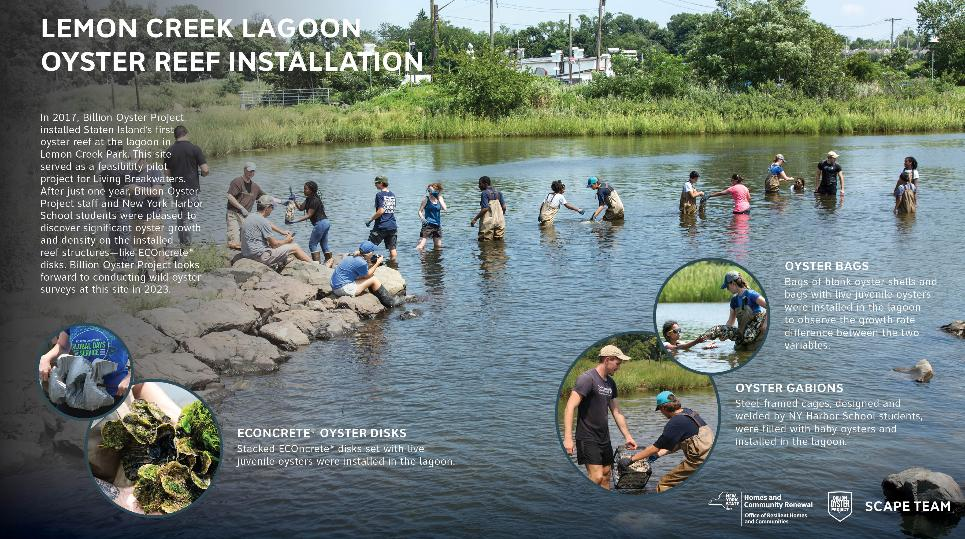 LEMON CREEK LAGOON
OYSTER REEF INSTALLATION
In 2017, Billion Oyster Project
installed Staten Island's first
oyster reef at the lagoon in
Lemon Creek Park. This site
served as a feasibility pilot
project for Living Breakwaters.
After just one year, Billion Oyster
Project staff and New York Harbor
School students were pleased to
discover significant oyster growth
and density on the installed
reef structures—like ECOncrete®
disks. Billion Oyster Project looks
forward to conducting wild oyster
surveys at this site in 2023.
OYSTER BAGS
Bags of blank oyster shells and
bags with live juvenile oysters
were installed in the lagoon
to observe the growth rate
difference between the two
variables.
OYSTER GABIONS
Steel-framed cages, designed and
welded by NY Harbor School students,
were filled with baby oysters and
installed in the lagoon.
ECONCRETE® OYSTER DISKS
Stacked ECOncrete® disks set with live
juvenile oysters were installed in the lagoon.
NEW YORK STATE
Homes and
Community Renewal
Office of Resilient Homes
and Communities
BILLION OYSTER PROJECT
SCAPE TEAM